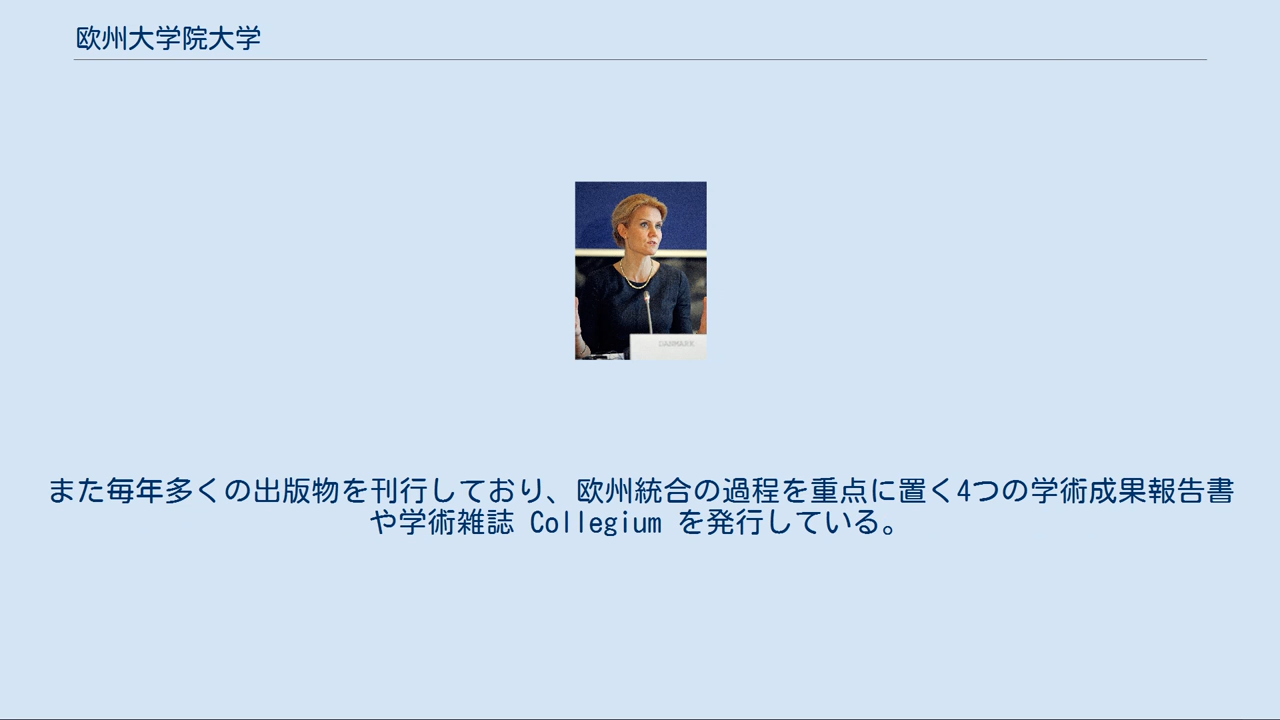 欧州大学院大学
DANMARK
また毎年多くの出版物を刊行しており、欧州統合の過程を重点に置く4つの学術成果報告書
や学術雑誌 Collegium を発行している。